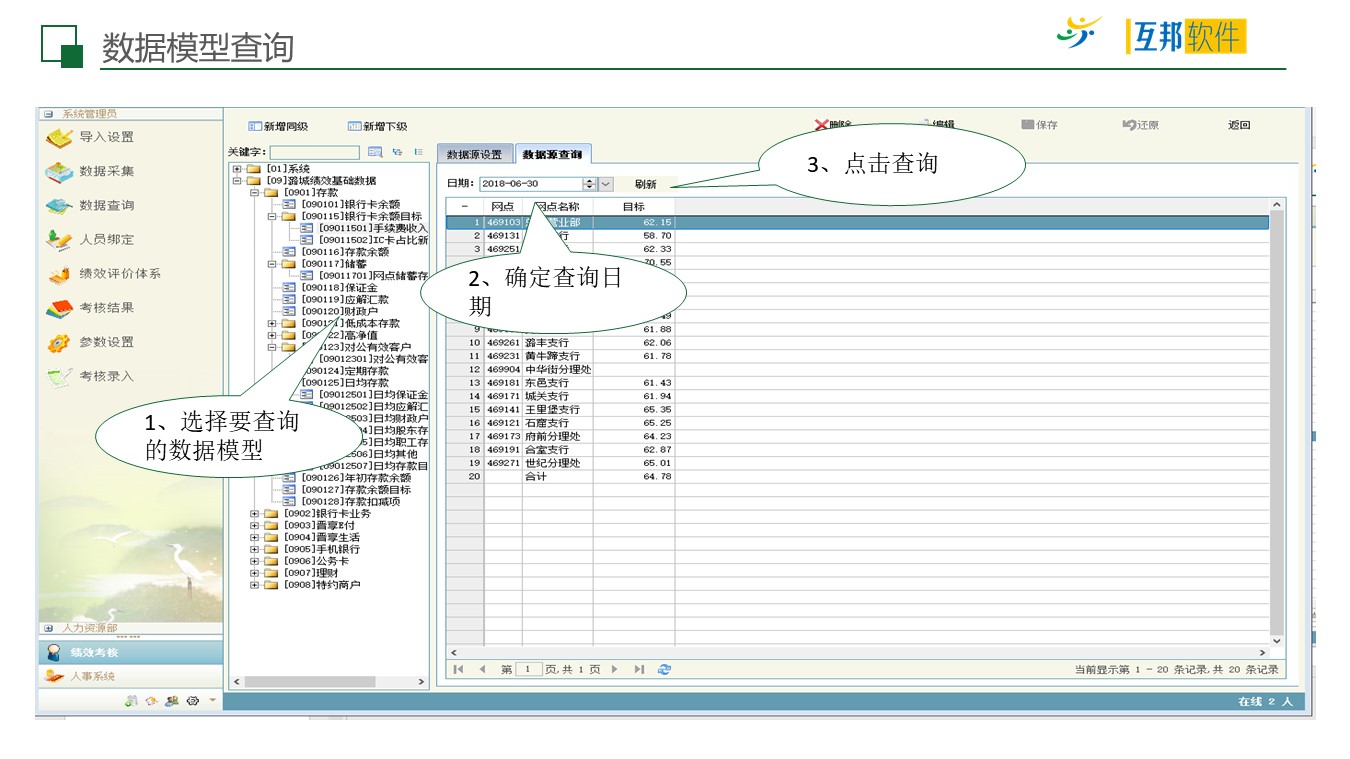 数据模型查询
互邦软件
系统管理员
导入设置
数据采集
数据查询
人员绑定
绩效评价体系
考核结果
参数设置
考核录入
人力资源部
绩效考核
人事系统
新增同级 新增下级
关键字:
[01]系统
[09]潞城绩效基础数据
[0901]存款
[090101]银行卡余额
[090115]银行卡余额目标
[09011501]手续费收入
[09011502]IC卡占比新
[090116]存款余额
[090117]储蓄
[09011701]网点储蓄存
[090118]保证金
[090119]应解汇款
[090120]财政户
]低成本存款
22]高净值
123]对公有效客户
09012301]对公有效客
090124]定期存款
090125]日均存款
[09012501]日均保证金
[09012502]日均应解汇
2503]日均财政户
04]日均股东存
5]日均职工存
2506]日均其他
09012507]日均存款目
[090126]年初存款余额
[090127]存款余额目标
[090128]存款扣减项
[0902]银行卡业务
[0903]晋享E付
[0904]晋享生活
[0905]手机银行
[0906]公务卡
[0907]理财
[0908]特约商户
1、选择要查询
的数据模型
删除 编辑 保存 还原 返回
数据源设置 数据源查询
日期: 2018-06-30 刷新
3、点击查询
－ 网点 网点名称 目标
1 469103 营业部 62.15
2 469131 行 58.70
3 469251 62.33
70.55
2、确定查询日
期
49
9 61.88
10 469261 潞丰支行 62.06
11 469231 黄牛蹄支行 61.78
12 469904 中华街分理处
13 469181 东邑支行 61.43
14 469171 城关支行 61.94
15 469141 王里堡支行 65.35
16 469121 石窟支行 65.25
17 469173 府前分理处 64.23
18 469191 合室支行 62.87
19 469271 世纪分理处 65.01
20 合计 64.78
第 1 页,共 1 页
当前显示第 1 - 20 条记录,共 20 条记录
在线 2 人